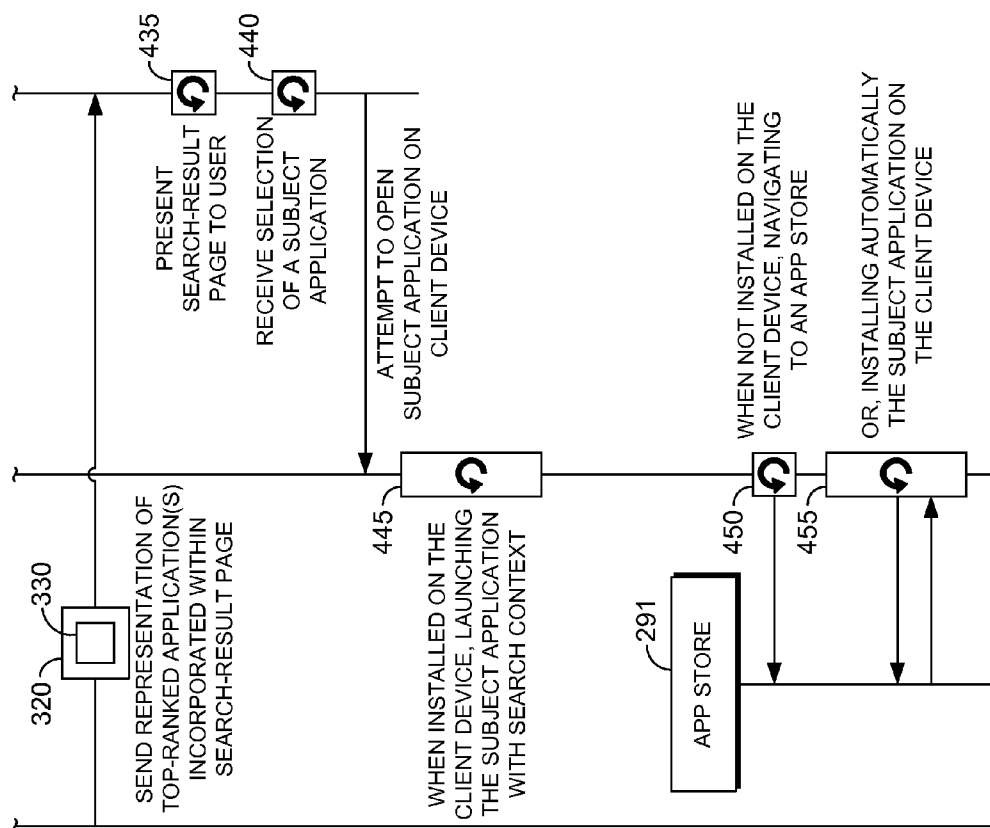 320
330
SEND REPRESENTATION OF
TOP-RANKED APPLICATION(S)
INCORPORATED WITHIN
SEARCH-RESULT PAGE
435
PRESENT
SEARCH-RESULT
PAGE TO USER
440
RECEIVE SELECTION
OF A SUBJECT
APPLICATION
ATTEMPT TO OPEN
SUBJECT APPLICATION ON
CLIENT DEVICE
445
WHEN INSTALLED ON THE
CLIENT DEVICE, LAUNCHING
THE SUBJECT APPLICATION
WITH SEARCH CONTEXT
291
APP STORE
450
WHEN NOT INSTALLED ON THE
CLIENT DEVICE, NAVIGATING
TO AN APP STORE
455
OR, INSTALLING AUTOMATICALLY
THE SUBJECT APPLICATION ON
THE CLIENT DEVICE